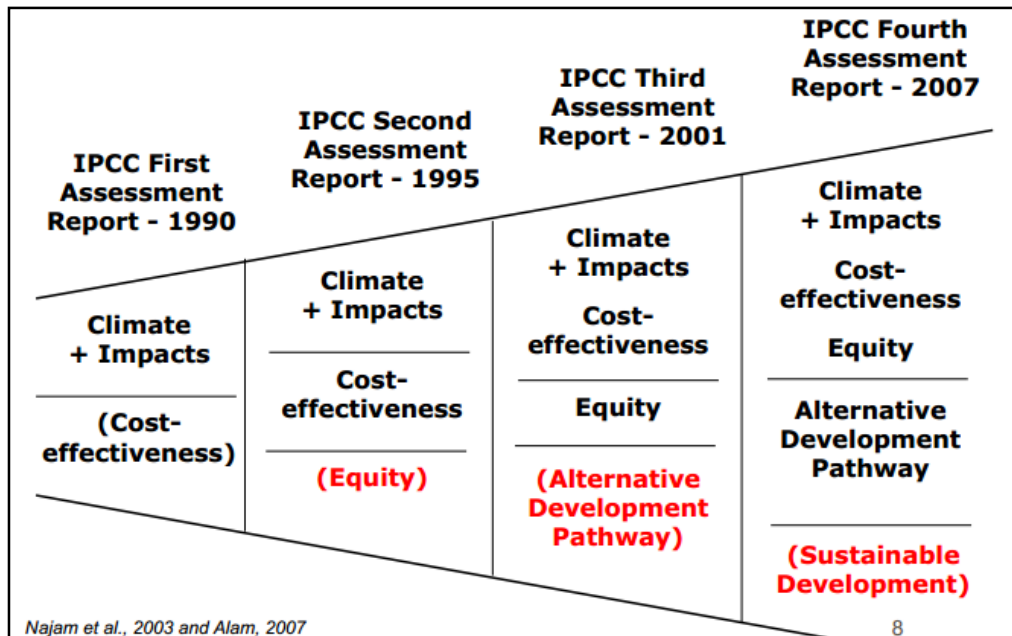 IPCC First
Assessment
Report - 1990
IPCC Second
Assessment
Report - 1995
IPCC Third
Assessment
Report - 2001
IPCC Fourth
Assessment
Report - 2007
Climate
+ Impacts
(Cost-
effectiveness)
Climate
+ Impacts
Cost-
effectiveness
(Equity)
Climate
+ Impacts
Cost-
effectiveness
Equity
(Alternative
Development
Pathway)
Climate
+ Impacts
Cost-
effectiveness
Equity
Alternative
Development
Pathway
(Sustainable
Development)
Najam et al., 2003 and Alam, 2007
8